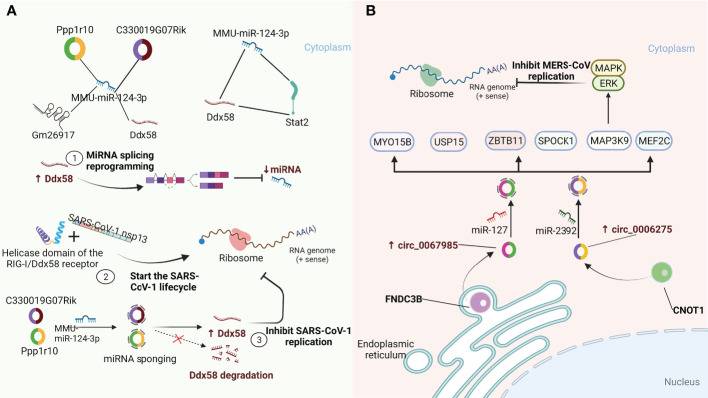 A
Ppp1r10
C330019G07Rik
MMU-miR-124-3p
Gm26917
Ddx58
MMU-miR-124-3p
Ddx58
Stat2
Cytoplasm
1
MiRNA splicing
reprogramming
↑ Ddx58
↓miRNA
SARS-CoV-1 nsp13
+
Helicase domain of the
RIG-I/Ddx58 receptor
2
Start the SARS-
CoV-1 lifecycle
Ribosome
AA(A)
RNA genome
(+ sense)
C330019G07Rik
Ppp1r10
MMU-
miR-124-3p
miRNA sponging
↑ Ddx58
3
Inhibit SARS-CoV-1
replication
Ddx58 degradation
B
Cytoplasm
Ribosome
AA(A)
RNA genome
(+ sense)
Inhibit MERS-CoV
replication
MAPK
ERK
MYO15B
USP15
ZBTB11
SPOCK1
MAP3K9
MEF2C
miR-127
miR-2392
↑ circ_0067985
↑ circ_0006275
FNDC3B
CNOT1
Endoplasmic
reticulum
Nucleus